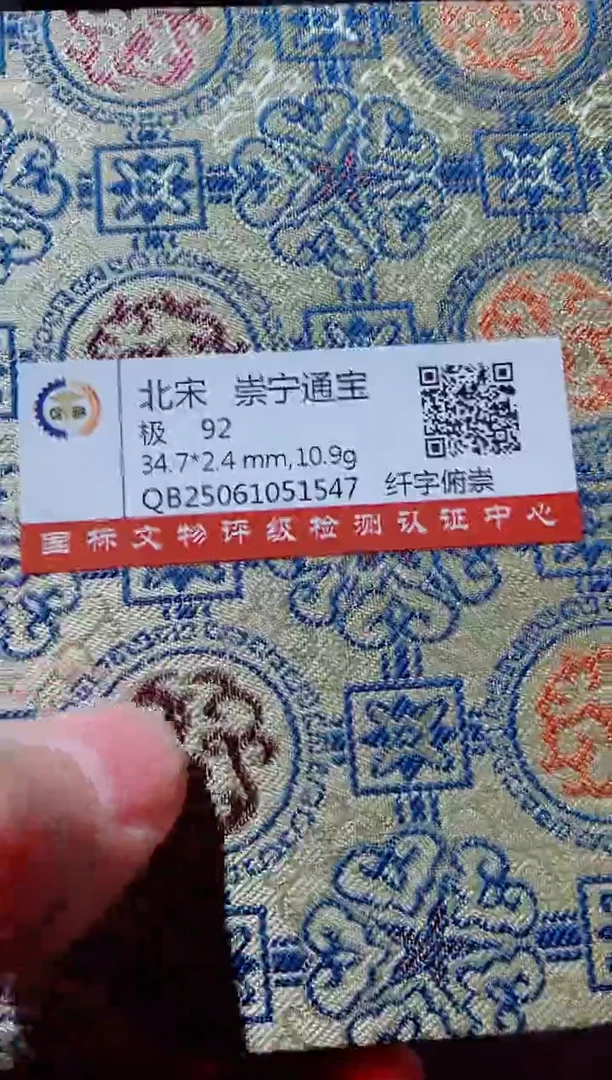 北宋 崇宁通宝
极 92
34.7*2.4 mm,10.9g
QB25061051547 纤字俯崇
国标文物评级检测认证中心